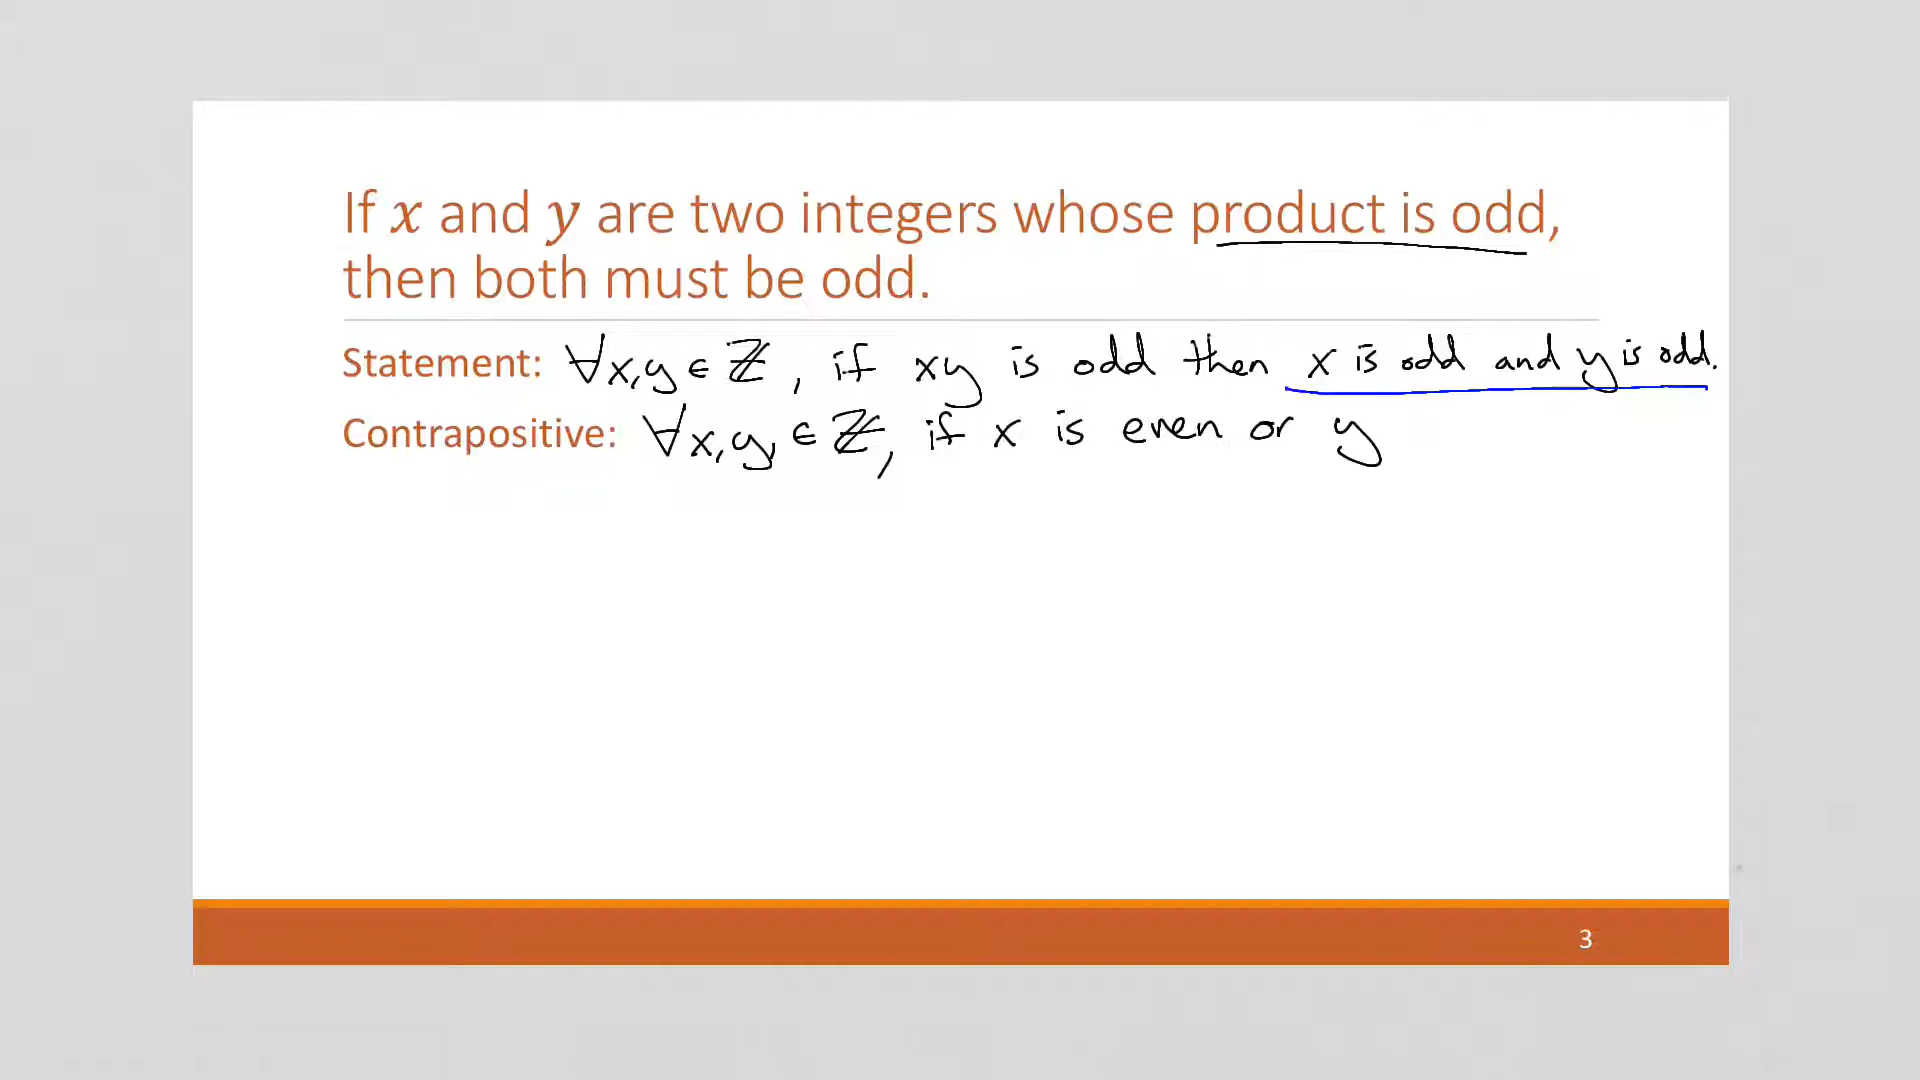 If x and y are two integers whose product is odd,
then both must be odd.
Statement: ∀x,y ∈ ℤ, if xy is odd then x is odd and y is odd.
Contrapositive: ∀x,y, ∈ ℤ, if x is even or y
3